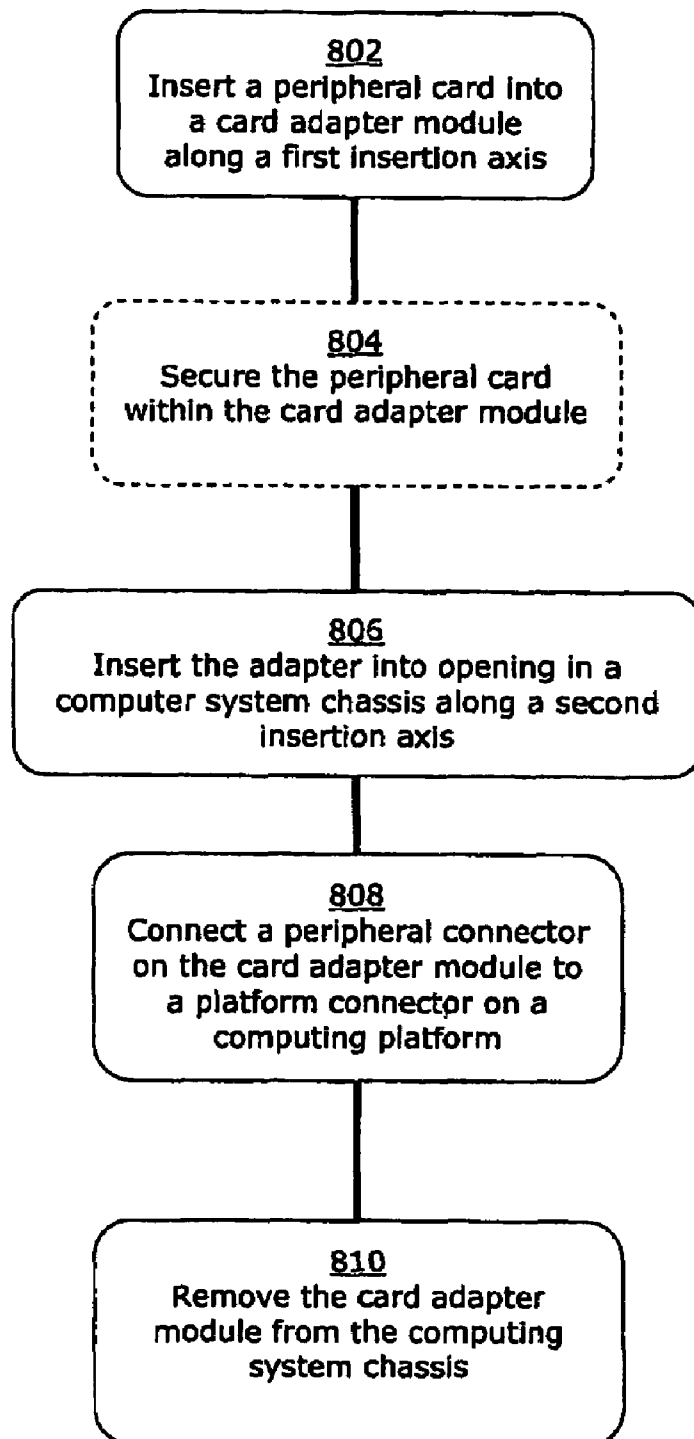 802
Insert a peripheral card into
a card adapter module
along a first insertion axis
804
Secure the peripheral card
within the card adapter module
806
Insert the adapter into opening in a
computer system chassis along a second
insertion axis
808
Connect a peripheral connector
on the card adapter module to
a platform connector on a
computing platform
810
Remove the card adapter
module from the computing
system chassis